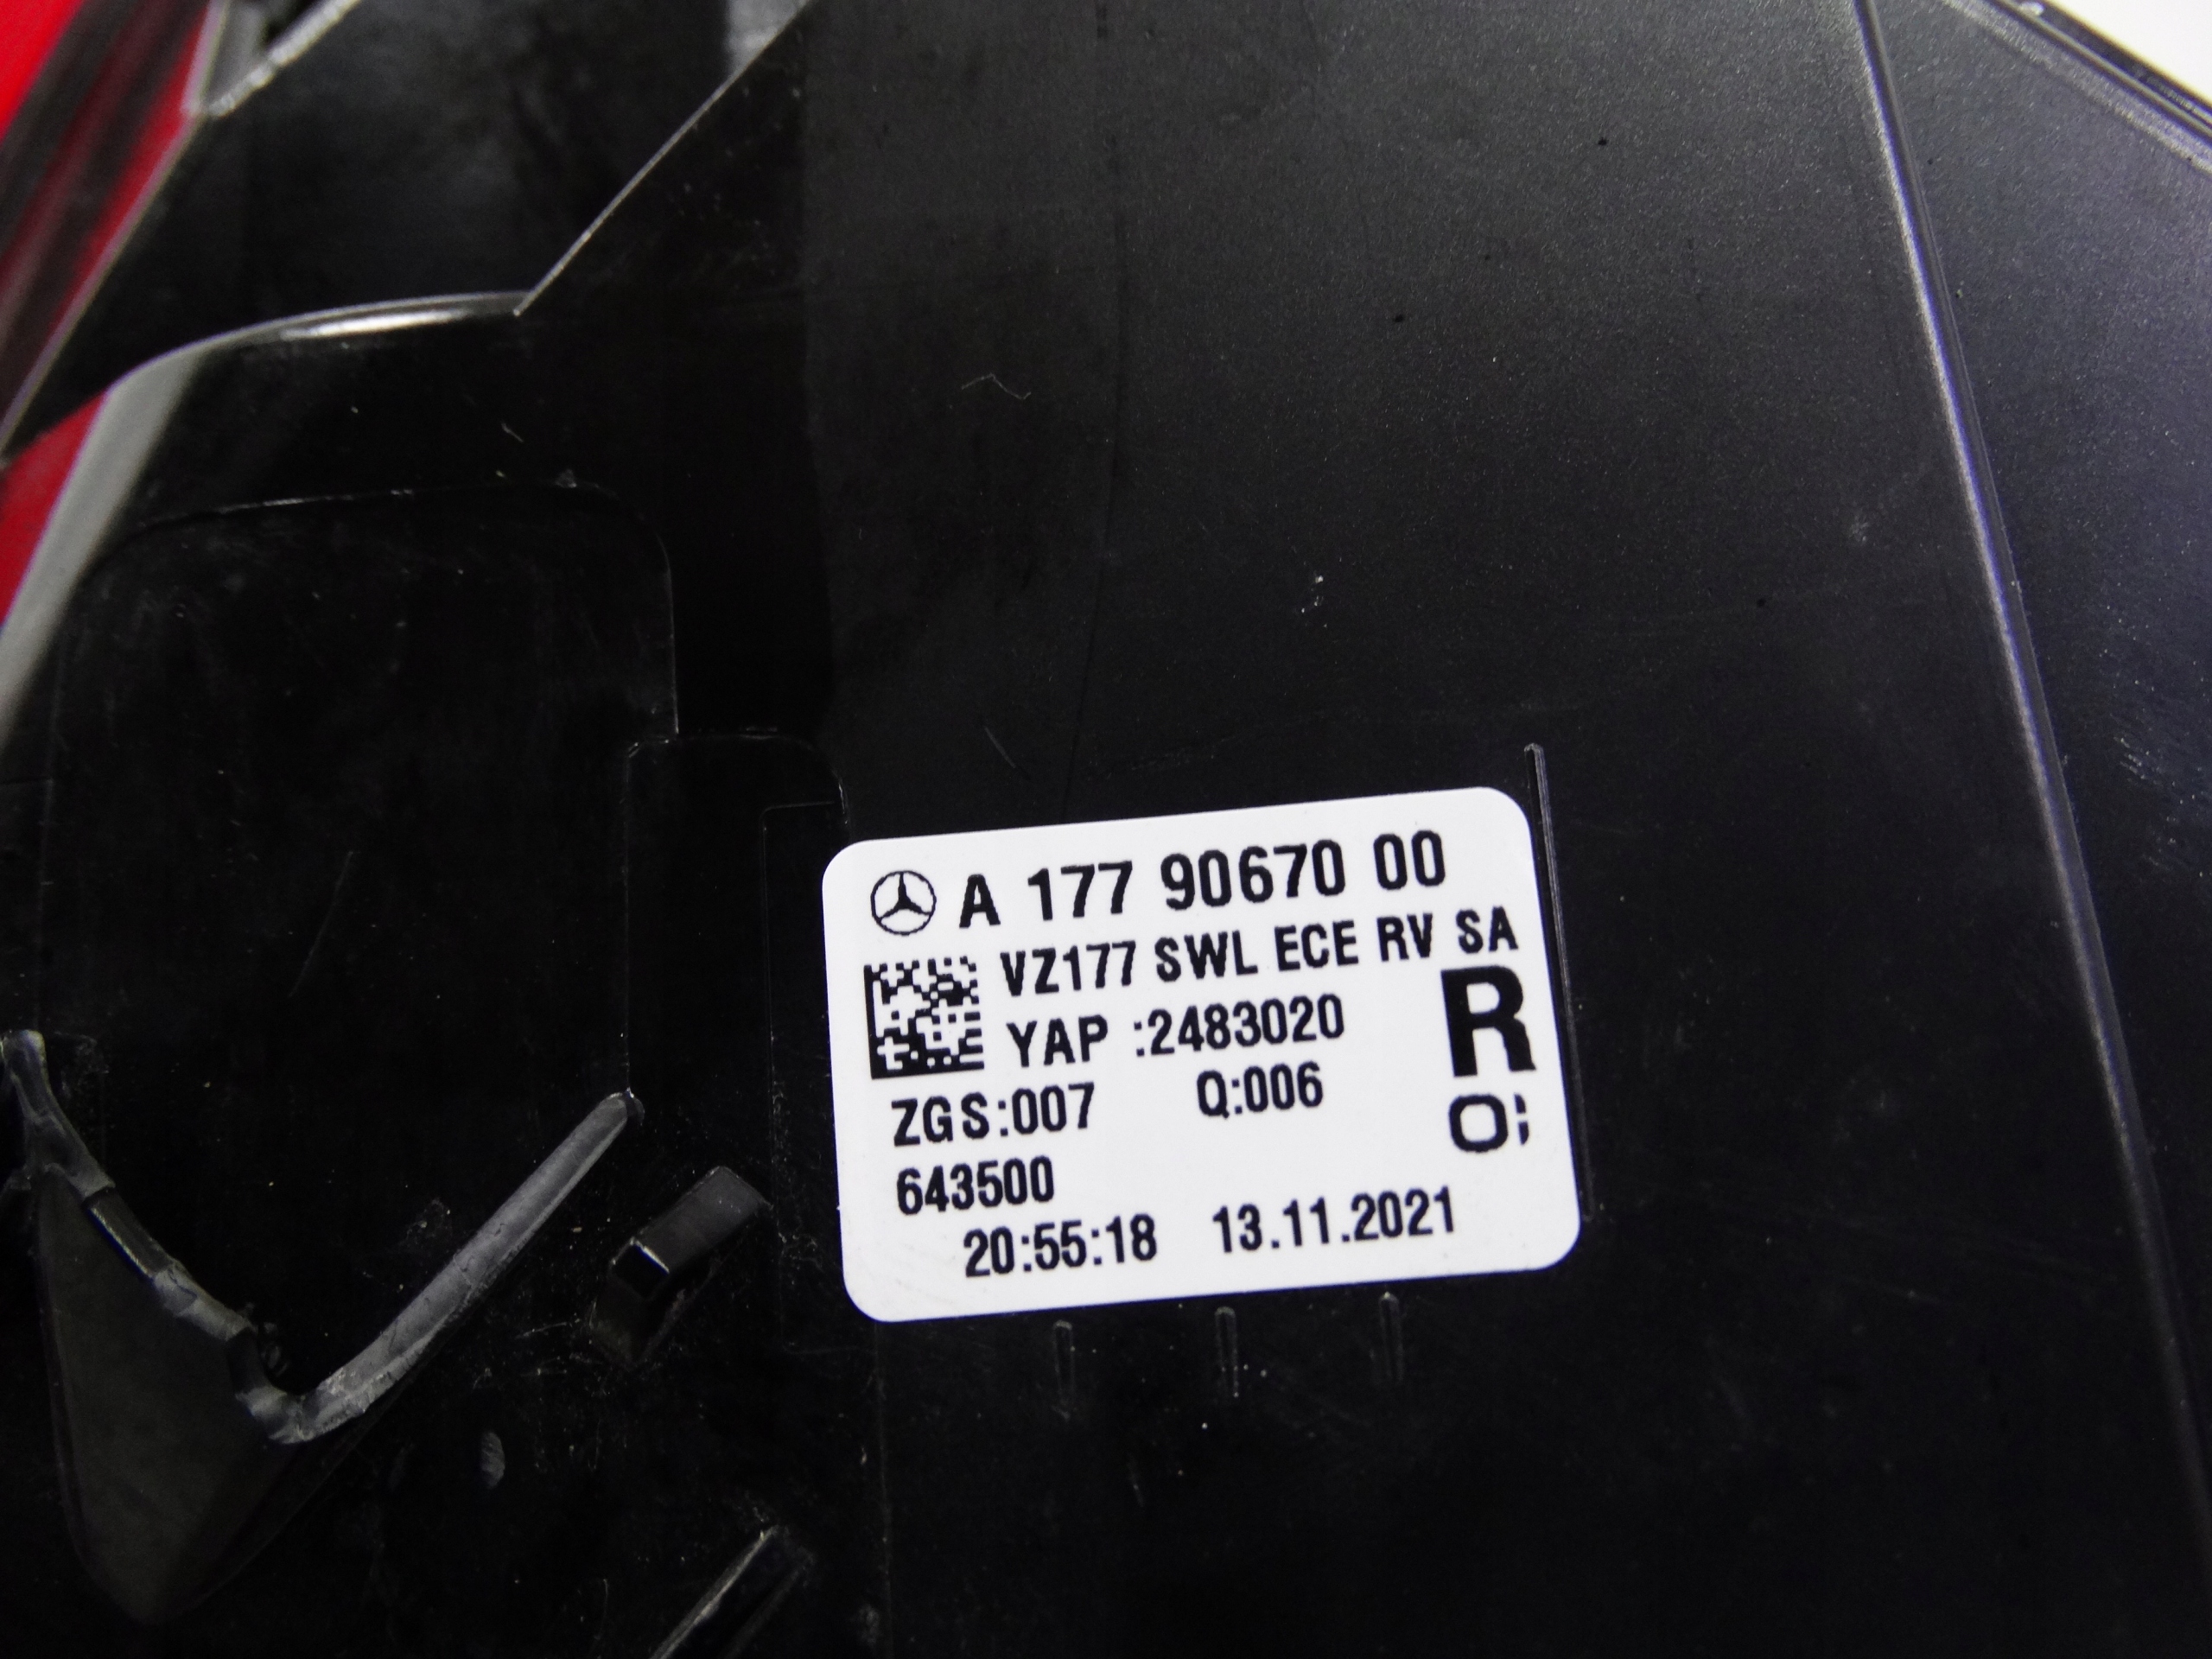 A 177 90670 00
VZ177 SWL ECE RV SA
YAP :2483020
R
ZGS:007 Q:006
643500
20:55:18 13.11.2021